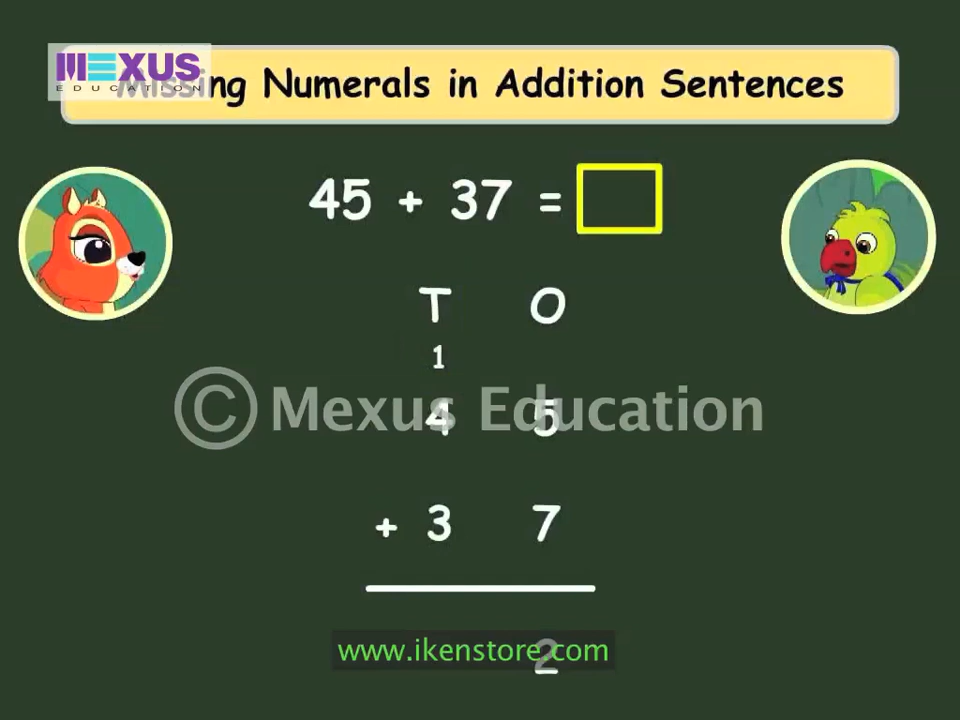 MEXUS
EDUCATION
Missing Numerals in Addition Sentences
45 + 37 =
T O
1
4 5
© Mexus Education
+ 3 7
2
www.ikenstore.com